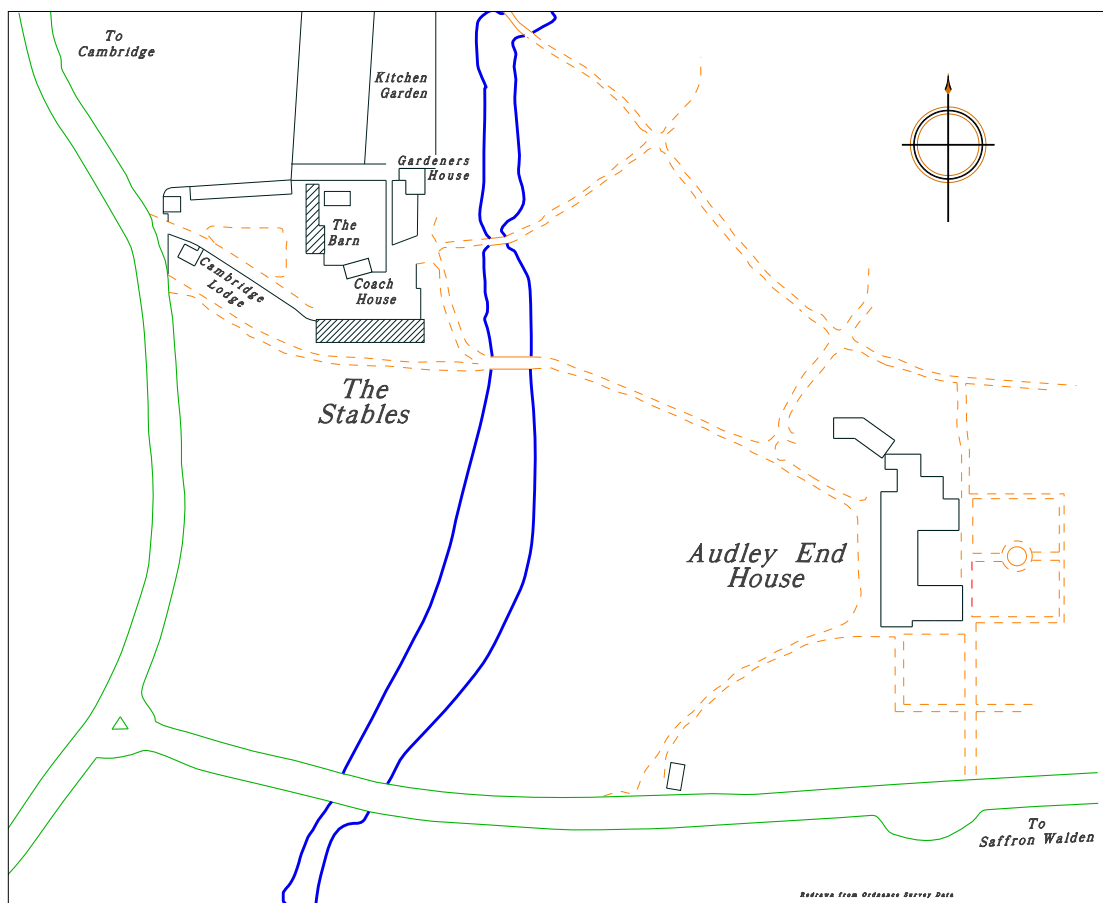 To
Cambridge
Kitchen
Garden
Gardeners
House
The
Barn
Cambridge
Lodge
Coach
House
The
Stables
Audley End
House
To
Saffron Walden
Redrawn from Ordnance Survey Data